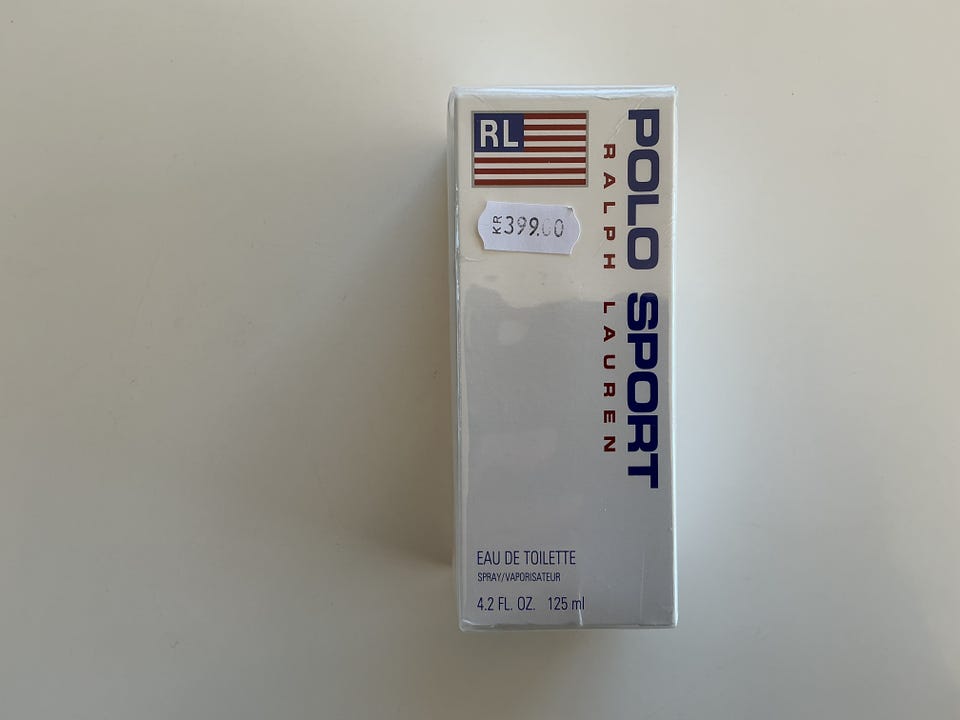 RL
KR 399.00
POLO SPORT
RALPH LAUREN
EAU DE TOILETTE
SPRAY/VAPORISATEUR
4.2 FL. OZ. 125 ml